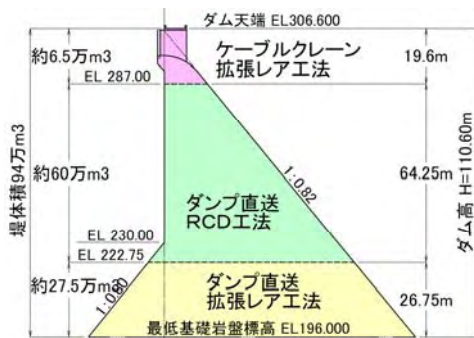 ダム天端 EL306.600
約6.5万m3
ケーブルクレーン
拡張レア工法
19.6m
EL 287.00
堤体積94万m3
約60万m3
1:0.82
64.25m
ダム高 H=110.60m
ダンプ直送
RCD工法
EL 230.00
EL 222.75
約27.5万m3
1:0.80
ダンプ直送
拡張レア工法
26.75m
最低基礎岩盤標高 EL196.000